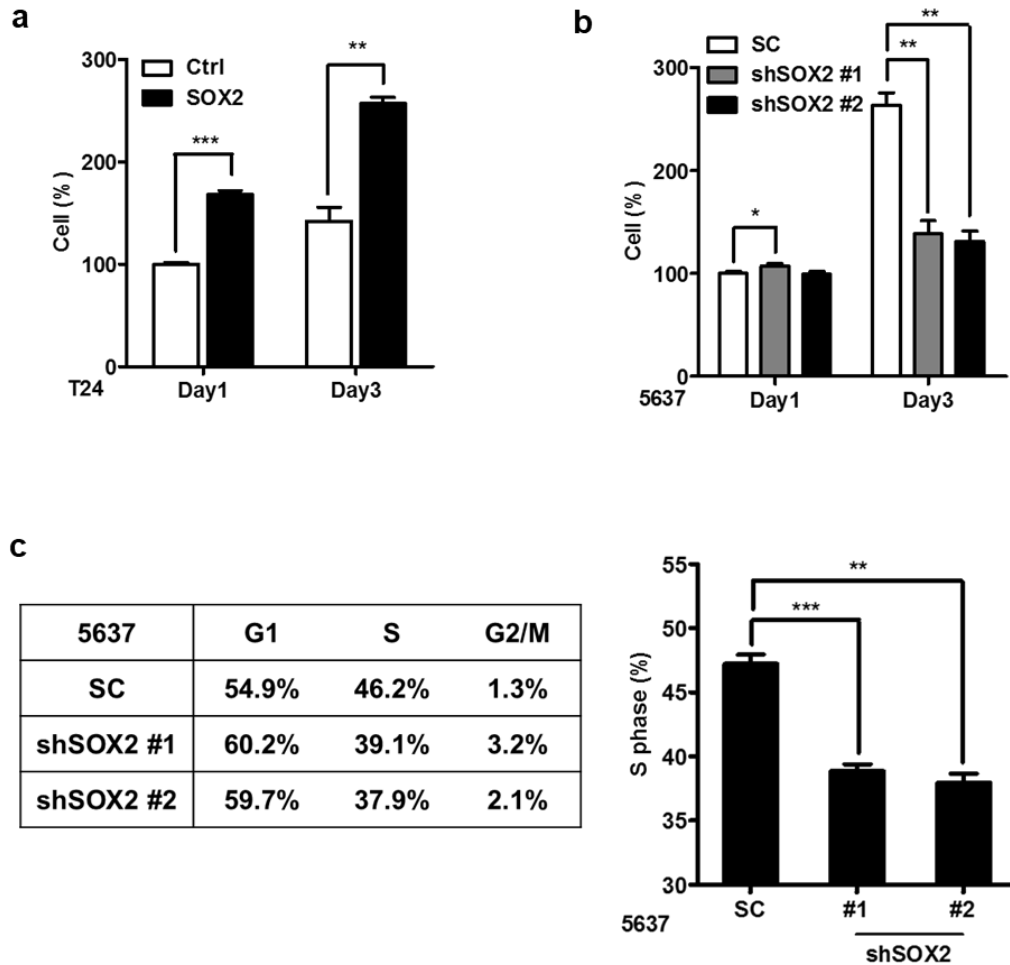 a
Ctrl
SOX2
Cell (%)
300
200
100
0
***
**
T24
Day1
Day3
b
SC
shSOX2 #1
shSOX2 #2
Cell (%)
300
200
100
0
*
**
**
5637
Day1
Day3
c
5637 G1 S G2/M
SC 54.9% 46.2% 1.3%
shSOX2 #1 60.2% 39.1% 3.2%
shSOX2 #2 59.7% 37.9% 2.1%
S phase (%)
55
50
45
40
35
30
**
***
5637
SC #1 #2
shSOX2